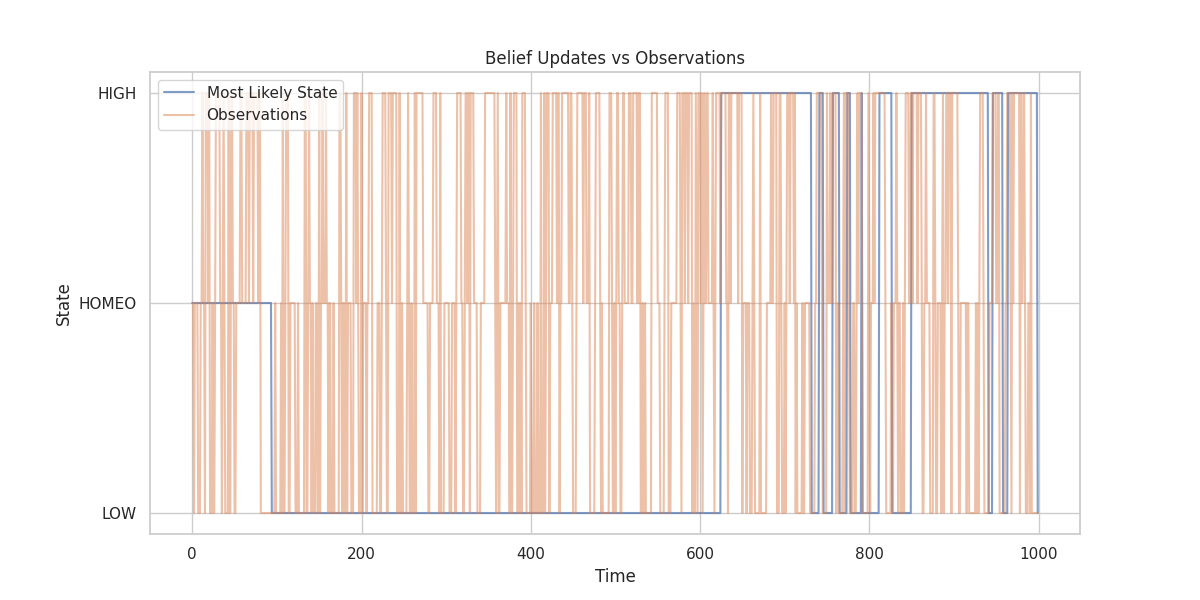 Belief Updates vs Observations
HIGH
HOMEO
LOW
State
Most Likely State
Observations
0
200
400
600
800
1000
Time